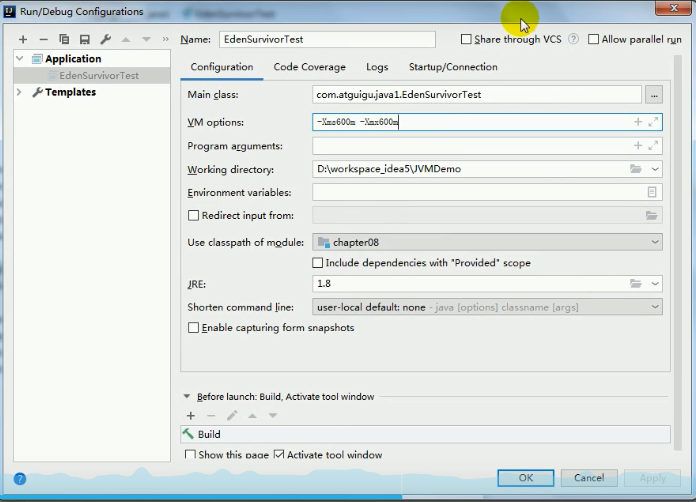 Run/Debug Configurations
Name: EdenSurvivorTest
Share through VCS
Allow parallel run
Application
EdenSurvivorTest
Templates
Configuration Code Coverage Logs Startup/Connection
Main class: com.atguigu.java1.EdenSurvivorTest ...
VM options: -Xms600m -Xmx600m
Program arguments:
Working directory: D:\workspace_idea5\JVMDemo
Environment variables:
Redirect input from:
Use classpath of module: chapter08
Include dependencies with "Provided" scope
JRE: 1.8
Shorten command line: user-local default: none - java [options] classname [args]
Enable capturing form snapshots
Before launch: Build, Activate tool window
Build
Show this page Activate tool window
OK Cancel Apply